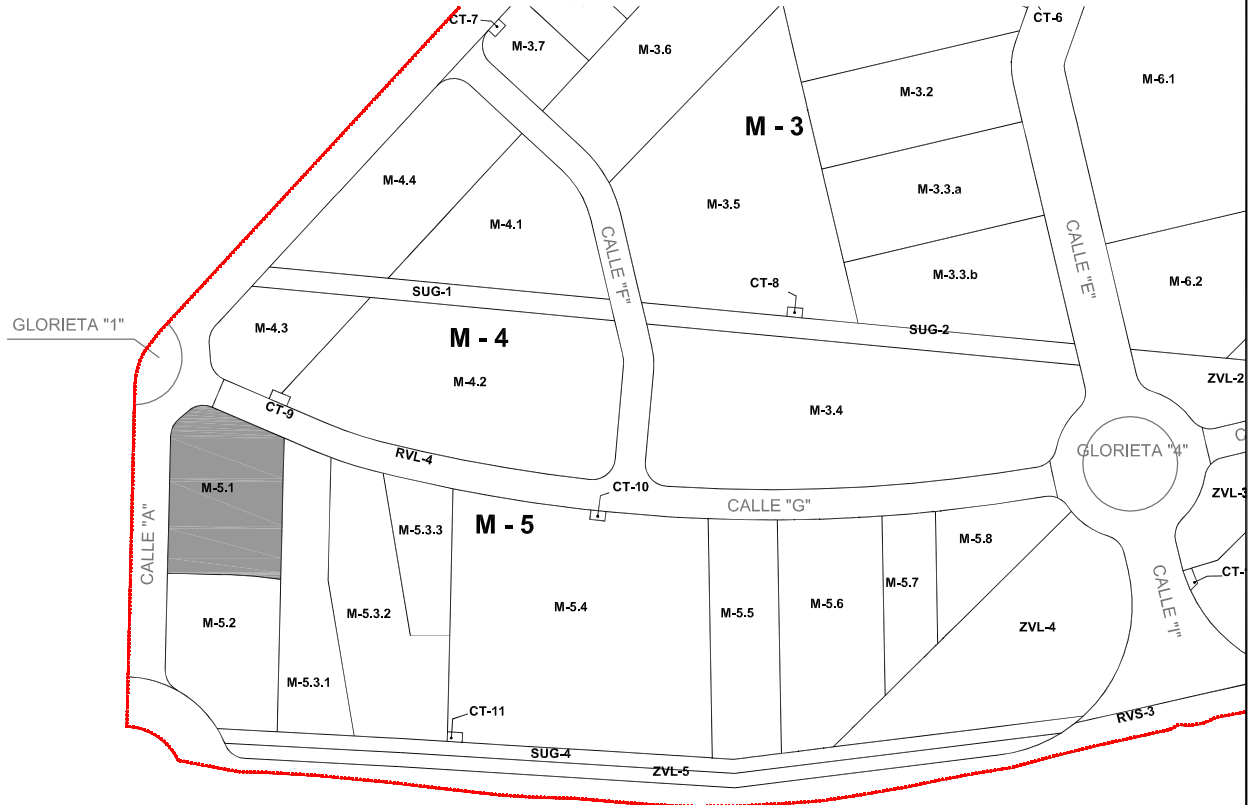 CT-7
CT-6
M-3.7
M-3.6
M-6.1
M-3.2
M - 3
M-4.4
M-3.3.a
M-3.5
M-4.1
CALLE "F"
CALLE "E"
M-3.3.b
CT-8
M-6.2
SUG-1
GLORIETA "1"
M-4.3
M - 4
SUG-2
M-4.2
ZVL-2
CT-9
M-3.4
RVL-4
C
GLORIETA "4"
M-5.1
CT-10
ZVL-3
CALLE "G"
M - 5
M-5.3.3
M-5.8
CALLE "A"
CT-
M-5.7
M-5.6
M-5.4
M-5.5
M-5.3.2
M-5.2
ZVL-4
CALLE "I"
M-5.3.1
CT-11
RVS-3
SUG-4
ZVL-5